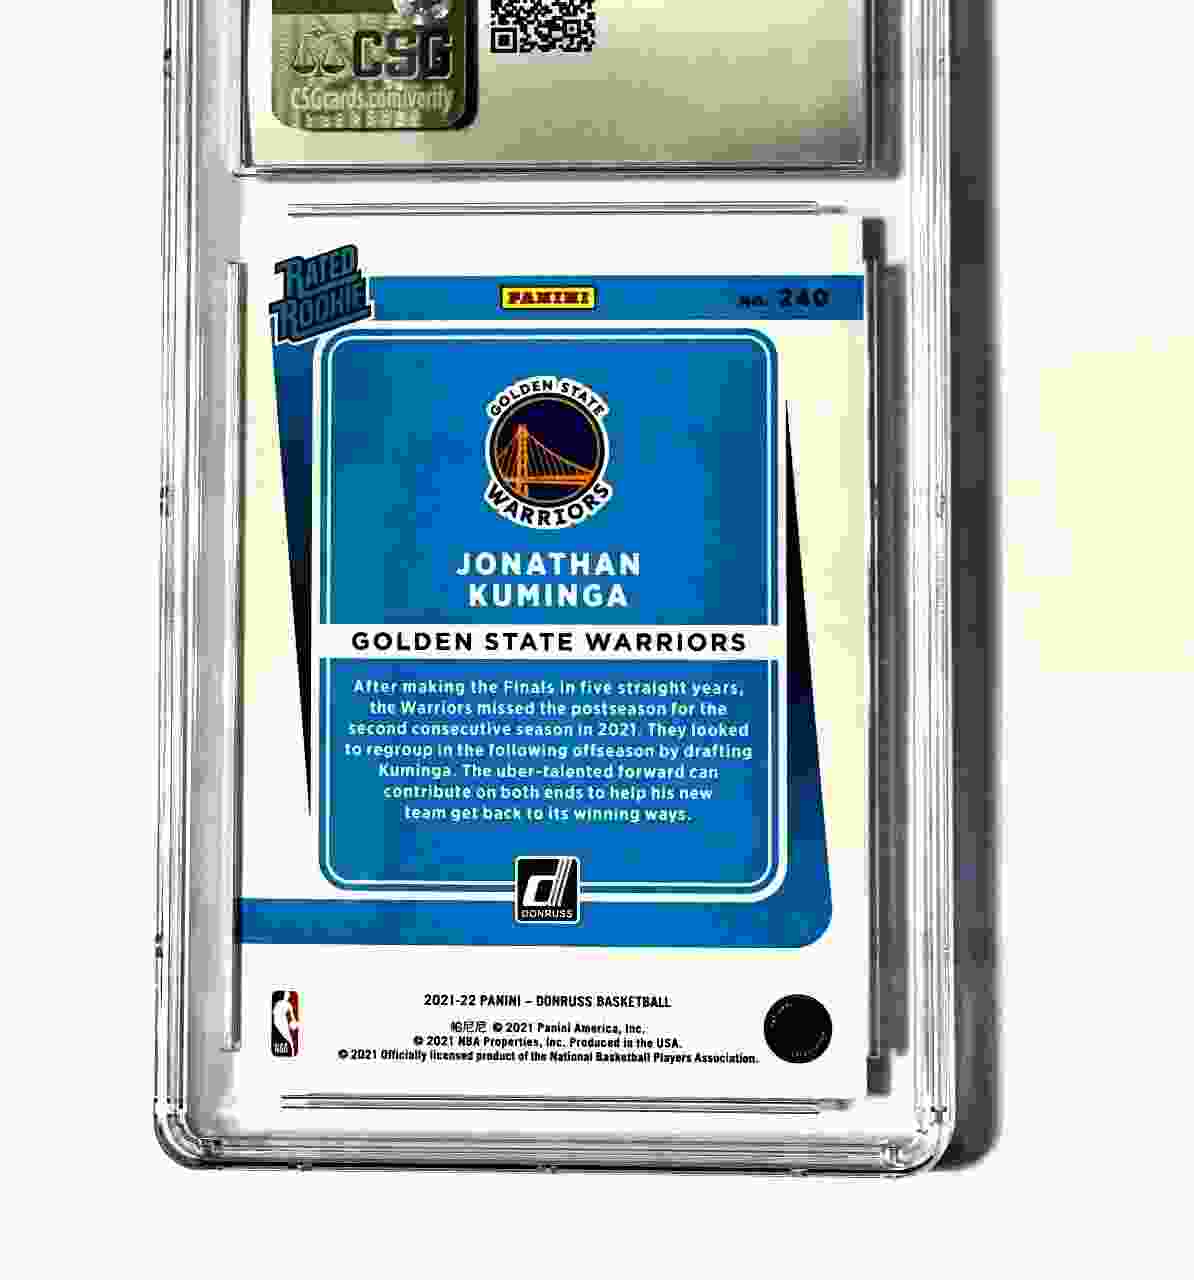 CSG
CSGcards.com/verify
RATED
ROOKIE
PANINI
NO. 240
GOLDEN STATE
WARRIORS
JONATHAN
KUMINGA
GOLDEN STATE WARRIORS
After making the Finals in five straight years,
the Warriors missed the postseason for the
second consecutive season in 2021. They looked
to regroup in the following offseason by drafting
Kuminga. The uber-talented forward can
contribute on both ends to help his new
team get back to its winning ways.
DONRUSS
2021-22 PANINI – DONRUSS BASKETBALL
帕尼尼 © 2021 Panini America, Inc.
© 2021 NBA Properties, Inc. Produced in the USA.
© 2021 Officially licensed product of the National Basketball Players Association.